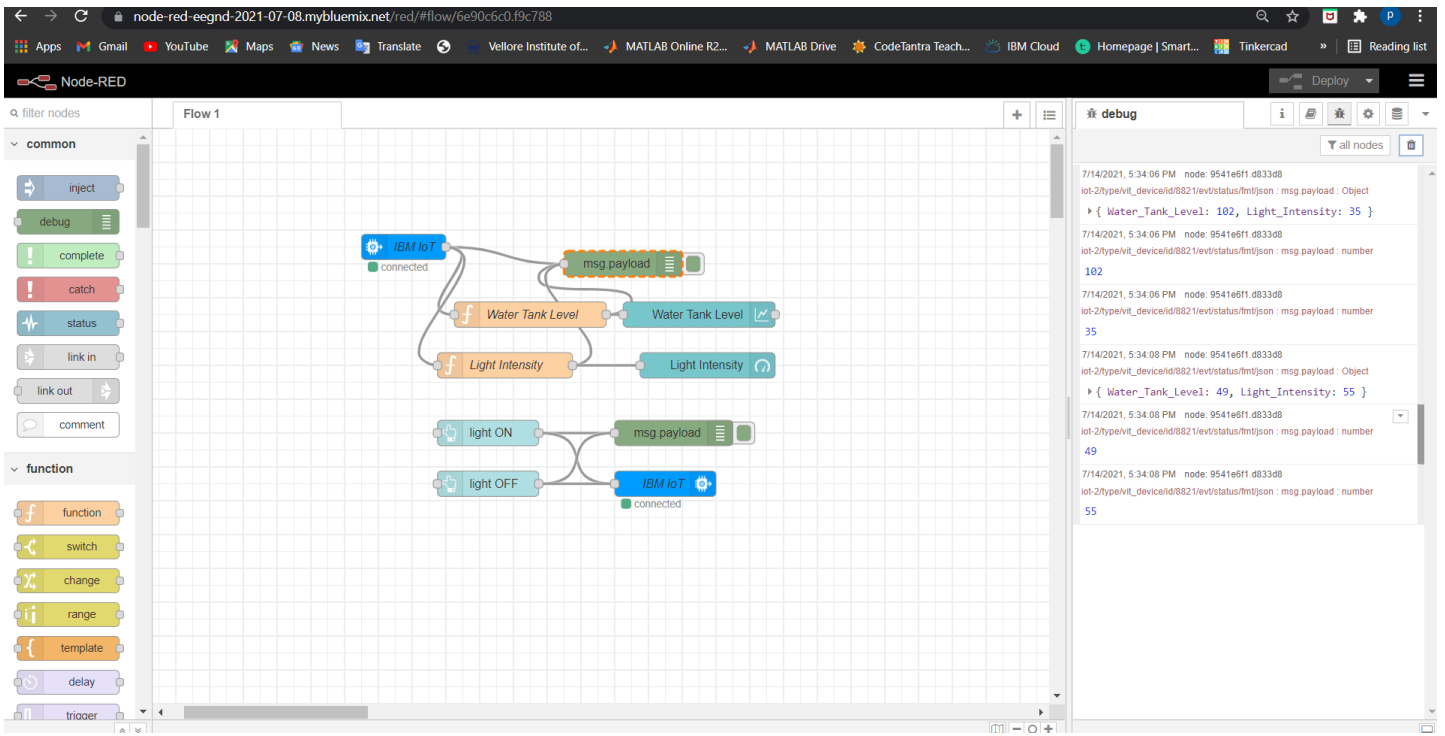 node-red-eegnd-2021-07-08.mybluemix.net/red/#flow/6e90c6c0.f9c788
P
Apps Gmail YouTube Maps News Translate Vellore Institute of... MATLAB Online R2... MATLAB Drive CodeTantra Teach... IBM Cloud Homepage | Smart... Tinkercad » Reading list
Node-RED
Deploy
filter nodes
Flow 1
debug
all nodes
common
inject
debug
complete
catch
status
link in
link out
comment
function
function
switch
change
range
template
delay
trigger
IBM IoT
connected
msg.payload
Water Tank Level
Water Tank Level
Light Intensity
Light Intensity
light ON
msg.payload
light OFF
IBM IoT
connected
7/14/2021, 5:34:06 PM node: 9541e6f1.d833d8
iot-2/type/vit_device/id/8821/evt/status/fmt/json : msg.payload : Object
{ Water_Tank_Level: 102, Light_Intensity: 35 }
7/14/2021, 5:34:06 PM node: 9541e6f1.d833d8
iot-2/type/vit_device/id/8821/evt/status/fmt/json : msg.payload : number
102
7/14/2021, 5:34:06 PM node: 9541e6f1.d833d8
iot-2/type/vit_device/id/8821/evt/status/fmt/json : msg.payload : number
35
7/14/2021, 5:34:08 PM node: 9541e6f1.d833d8
iot-2/type/vit_device/id/8821/evt/status/fmt/json : msg.payload : Object
{ Water_Tank_Level: 49, Light_Intensity: 55 }
7/14/2021, 5:34:08 PM node: 9541e6f1.d833d8
iot-2/type/vit_device/id/8821/evt/status/fmt/json : msg.payload : number
49
7/14/2021, 5:34:08 PM node: 9541e6f1.d833d8
iot-2/type/vit_device/id/8821/evt/status/fmt/json : msg.payload : number
55